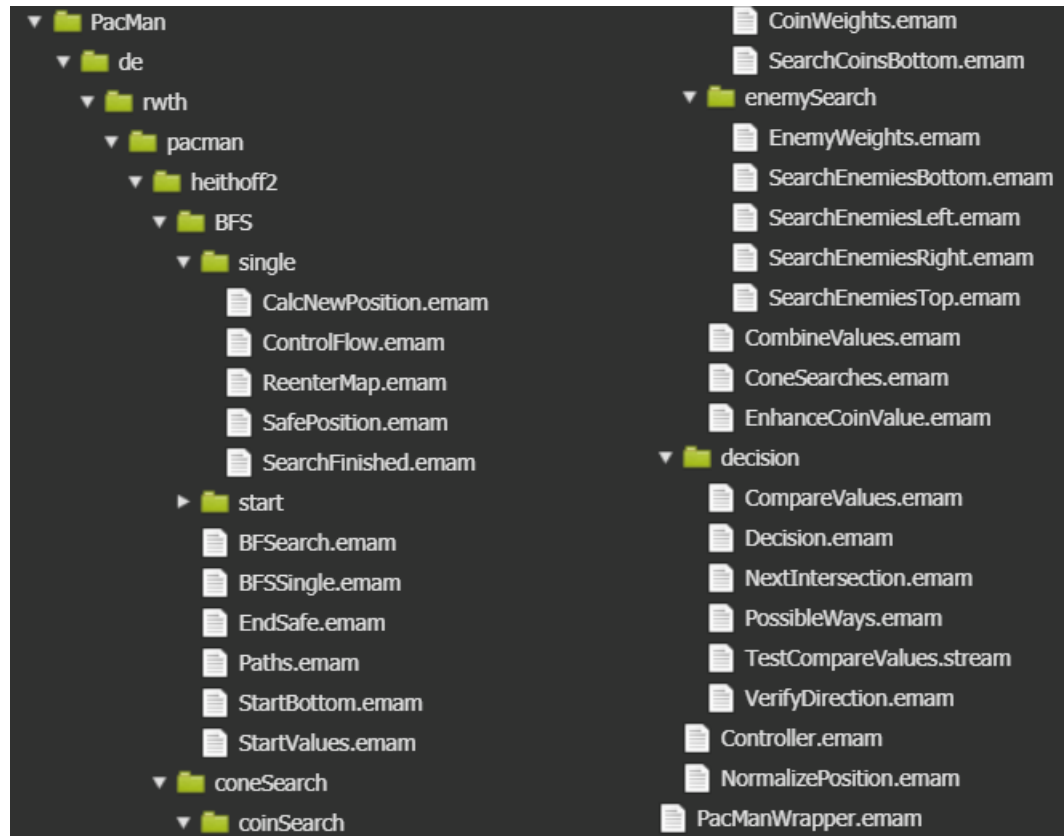 PacMan
de
rwth
pacman
heithoff2
BFS
single
CalcNewPosition.emam
ControlFlow.emam
ReenterMap.emam
SafePosition.emam
SearchFinished.emam
start
BFSearch.emam
BFSSingle.emam
EndSafe.emam
Paths.emam
StartBottom.emam
StartValues.emam
coneSearch
coinSearch
CoinWeights.emam
SearchCoinsBottom.emam
enemySearch
EnemyWeights.emam
SearchEnemiesBottom.emam
SearchEnemiesLeft.emam
SearchEnemiesRight.emam
SearchEnemiesTop.emam
CombineValues.emam
ConeSearches.emam
EnhanceCoinValue.emam
decision
CompareValues.emam
Decision.emam
NextIntersection.emam
PossibleWays.emam
TestCompareValues.stream
VerifyDirection.emam
Controller.emam
NormalizePosition.emam
PacManWrapper.emam